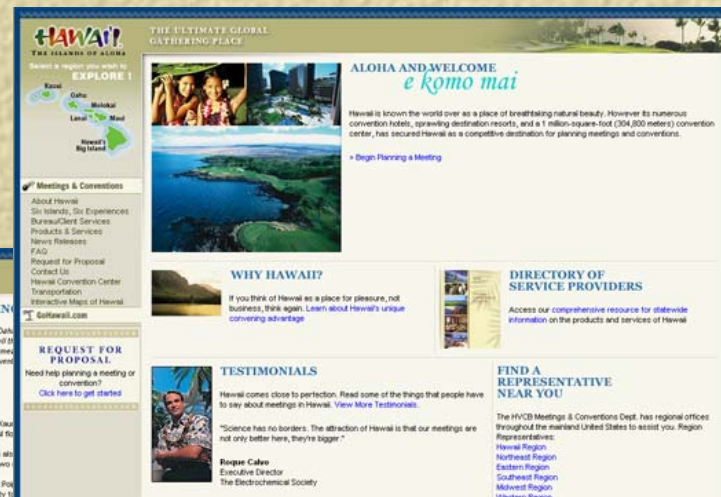 HAWAI'I
THE ISLANDS OF ALOHA
Select a region you wish to
EXPLORE !
Kauai
Oahu
Molokai
Lanai
Maui
Hawaii's
Big Island
Meetings & Conventions
About Hawaii
Six Islands, Six Experiences
Bureau/Client Services
Products & Services
News Releases
FAQ
Request for Proposal
Contact Us
Hawaii Convention Center
Transportation
Interactive Maps of Hawaii
GoHawaii.com
REQUEST FOR
PROPOSAL
Need help planning a meeting or
convention?
Click here to get started
THE ULTIMATE GLOBAL
GATHERING PLACE
ALOHA AND WELCOME
e komo mai
Hawaii is known the world over as a place of breathtaking natural beauty. However its numerous
convention hotels, sprawling destination resorts, and a 1 million-square-foot (304,800 meters) convention
center, has secured Hawaii as a competitive destination for planning meetings and conventions.
> Begin Planning a Meeting
WHY HAWAII?
If you think of Hawaii as a place for pleasure, not
business, think again. Learn about Hawaii's unique
convening advantage
DIRECTORY OF
SERVICE PROVIDERS
Access our comprehensive resource for statewide
information on the products and services of Hawaii
TESTIMONIALS
Hawaii comes close to perfection. Read some of the things that people have
to say about meetings in Hawaii. View More Testimonials.
"Science has no borders. The attraction of Hawaii is that our meetings are
not only better here, they're bigger."
Roque Calvo
Executive Director
The Electrochemical Society
FIND A
REPRESENTATIVE
NEAR YOU
The HVCB Meetings & Conventions Dept. has regional offices
throughout the mainland United States to assist you. Region
Representatives:
Hawaii Region
Northeast Region
Eastern Region
Southeast Region
Midwest Region
Western Region